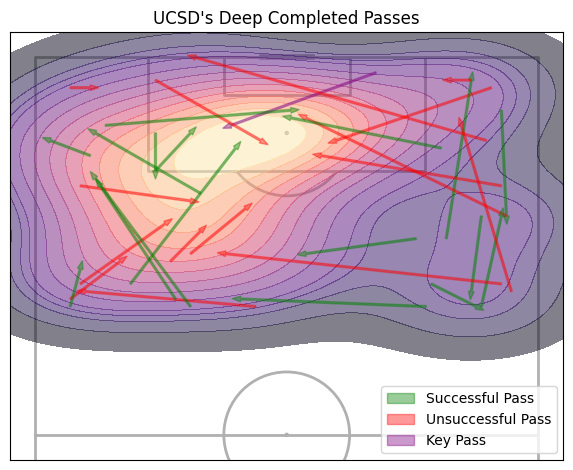 UCSD's Deep Completed Passes
Successful Pass
Unsuccessful Pass
Key Pass